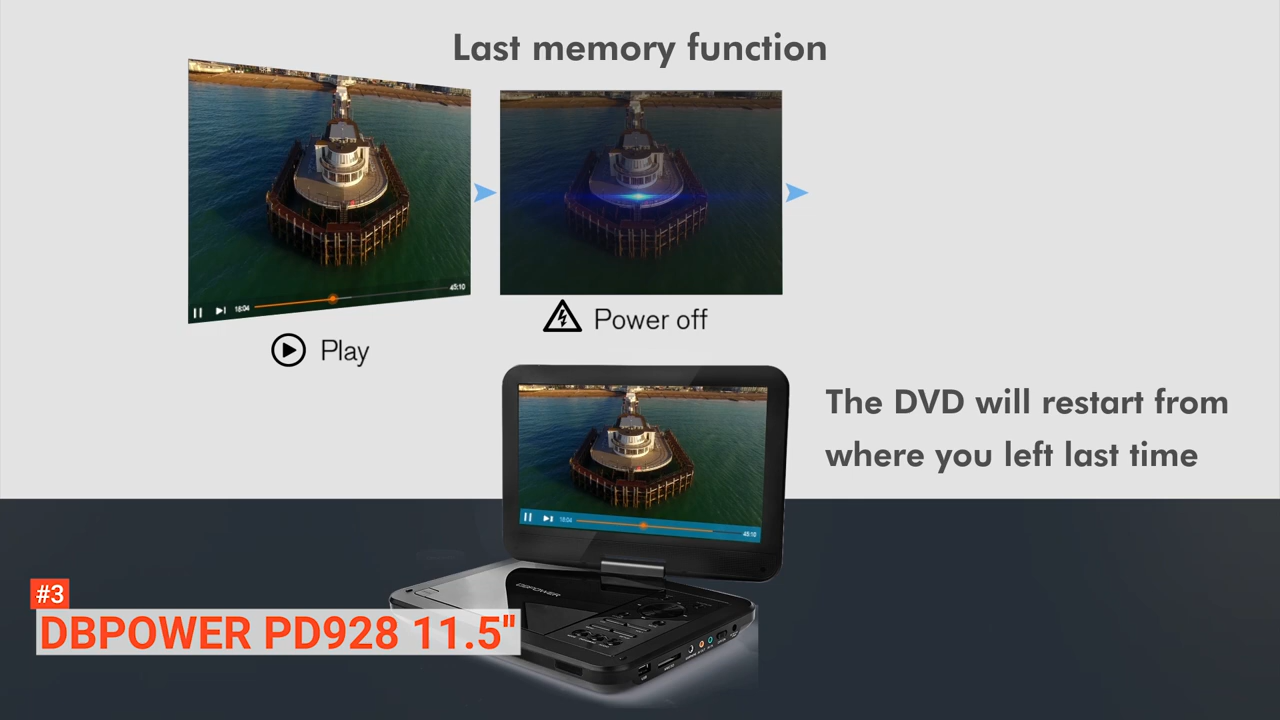 Last memory function
18:04
45:10
Play
Power off
The DVD will restart from
where you left last time
18:04
45:10
DBPOWER
#3
DBPOWER PD928 11.5"